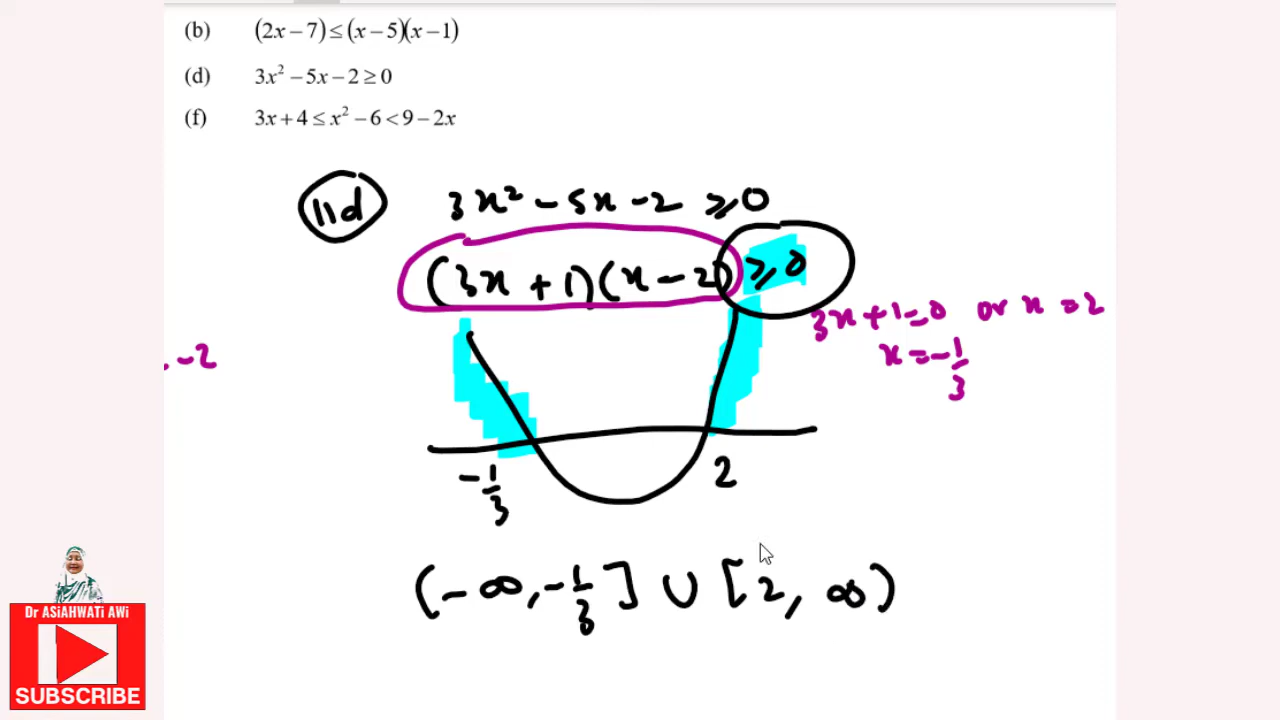 (b) (2x – 7) ≤ (x – 5)(x – 1)
(d) 3x² – 5x – 2 ≥ 0
(f) 3x + 4 ≤ x² – 6 < 9 – 2x
11d
3x² – 5x – 2 ≥ 0
(3x + 1)(x – 2) ≥ 0
3x + 1 = 0 or x = 2
x = –1/3
–2
–1/3 2
(–∞, –1/3] ∪ [2, ∞)
Dr ASiAHWATi AWi
SUBSCRIBE